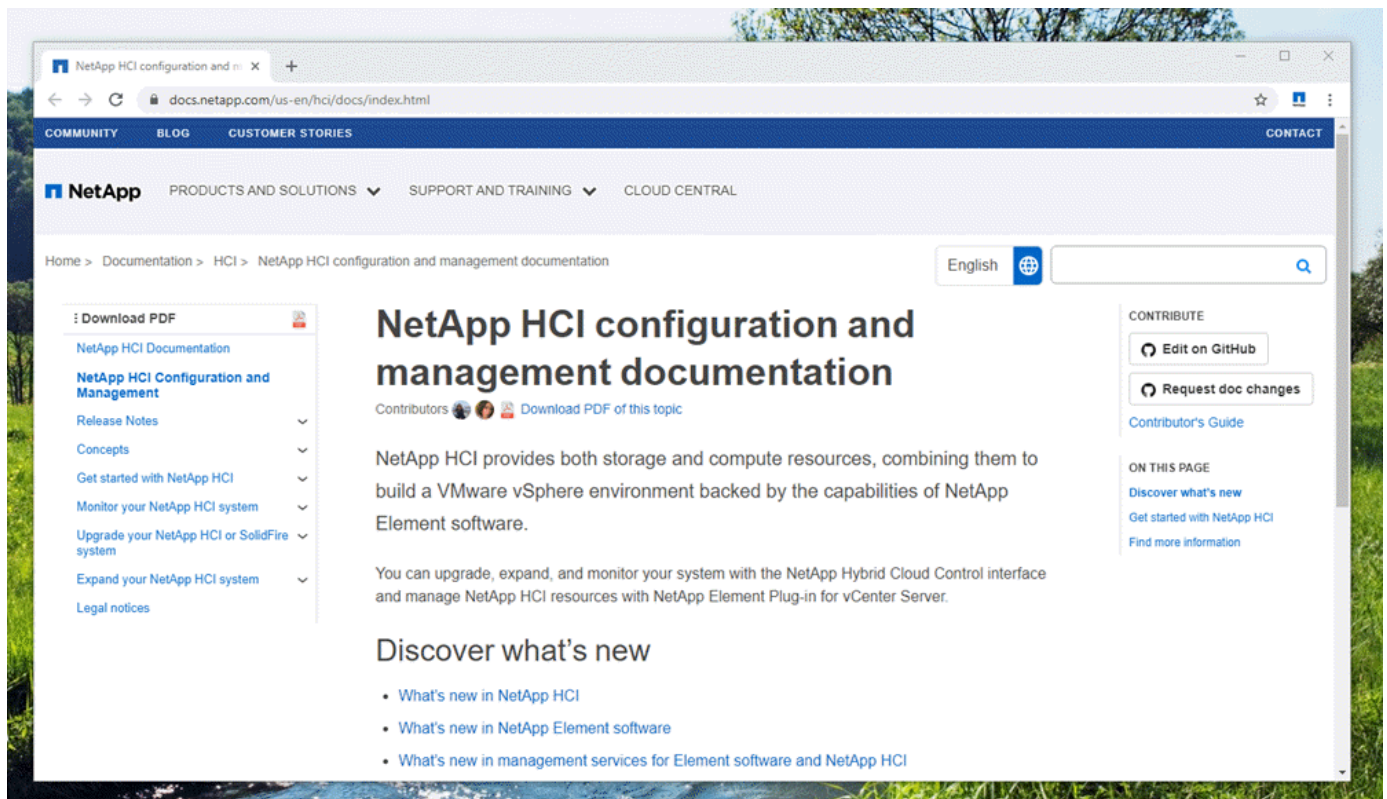 NetApp HCI configuration and m
docs.netapp.com/us-en/hci/docs/index.html
COMMUNITY BLOG CUSTOMER STORIES CONTACT
NetApp PRODUCTS AND SOLUTIONS SUPPORT AND TRAINING CLOUD CENTRAL
Home > Documentation > HCI > NetApp HCI configuration and management documentation
English
Download PDF
NetApp HCI Documentation
NetApp HCI Configuration and
Management
Release Notes
Concepts
Get started with NetApp HCI
Monitor your NetApp HCI system
Upgrade your NetApp HCI or SolidFire
system
Expand your NetApp HCI system
Legal notices
NetApp HCI configuration and
management documentation
Contributors Download PDF of this topic
NetApp HCI provides both storage and compute resources, combining them to
build a VMware vSphere environment backed by the capabilities of NetApp
Element software.
You can upgrade, expand, and monitor your system with the NetApp Hybrid Cloud Control interface
and manage NetApp HCI resources with NetApp Element Plug-in for vCenter Server.
Discover what's new
• What's new in NetApp HCI
• What's new in NetApp Element software
• What's new in management services for Element software and NetApp HCI
CONTRIBUTE
Edit on GitHub
Request doc changes
Contributor's Guide
ON THIS PAGE
Discover what's new
Get started with NetApp HCI
Find more information